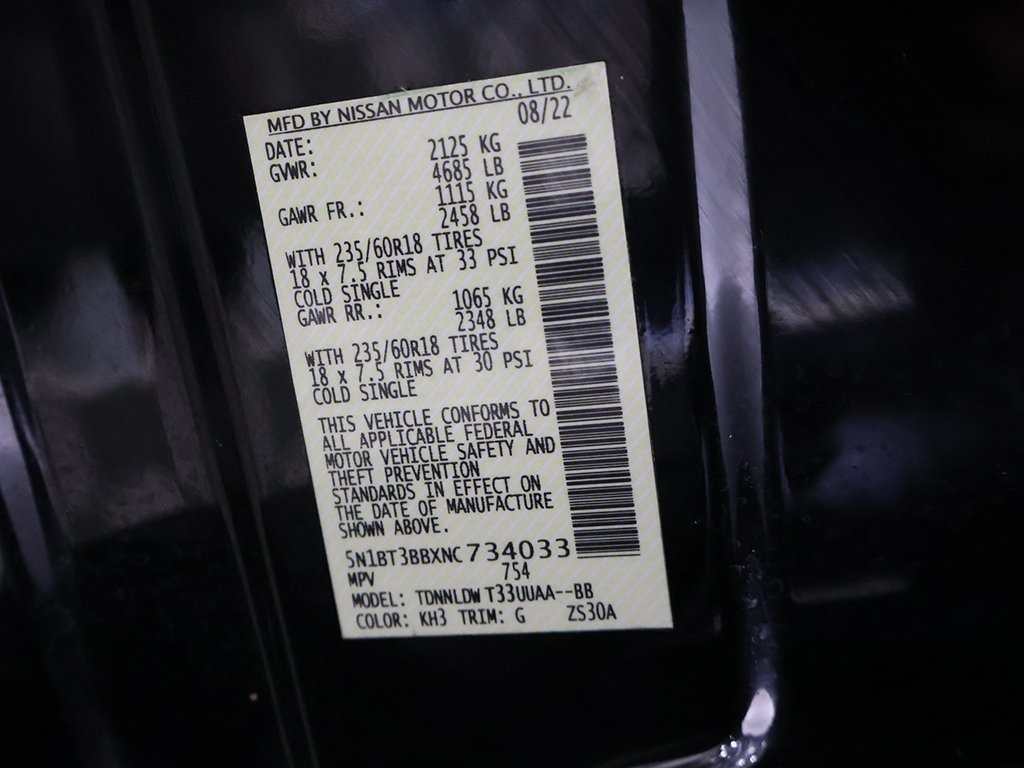 MFD BY NISSAN MOTOR CO., LTD.
DATE: 08/22
GVWR: 2125 KG
4685 LB
GAWR FR.: 1115 KG
2458 LB
WITH 235/60R18 TIRES
18 x 7.5 RIMS AT 33 PSI
COLD SINGLE
GAWR RR.: 1065 KG
2348 LB
WITH 235/60R18 TIRES
18 x 7.5 RIMS AT 30 PSI
COLD SINGLE
THIS VEHICLE CONFORMS TO
ALL APPLICABLE FEDERAL
MOTOR VEHICLE SAFETY AND
THEFT PREVENTION
STANDARDS IN EFFECT ON
THE DATE OF MANUFACTURE
SHOWN ABOVE.
5N1BT3BBXNC734033
MPV 754
MODEL: TDNNLDW T33UUAA--BB
COLOR: KH3 TRIM: G ZS30A